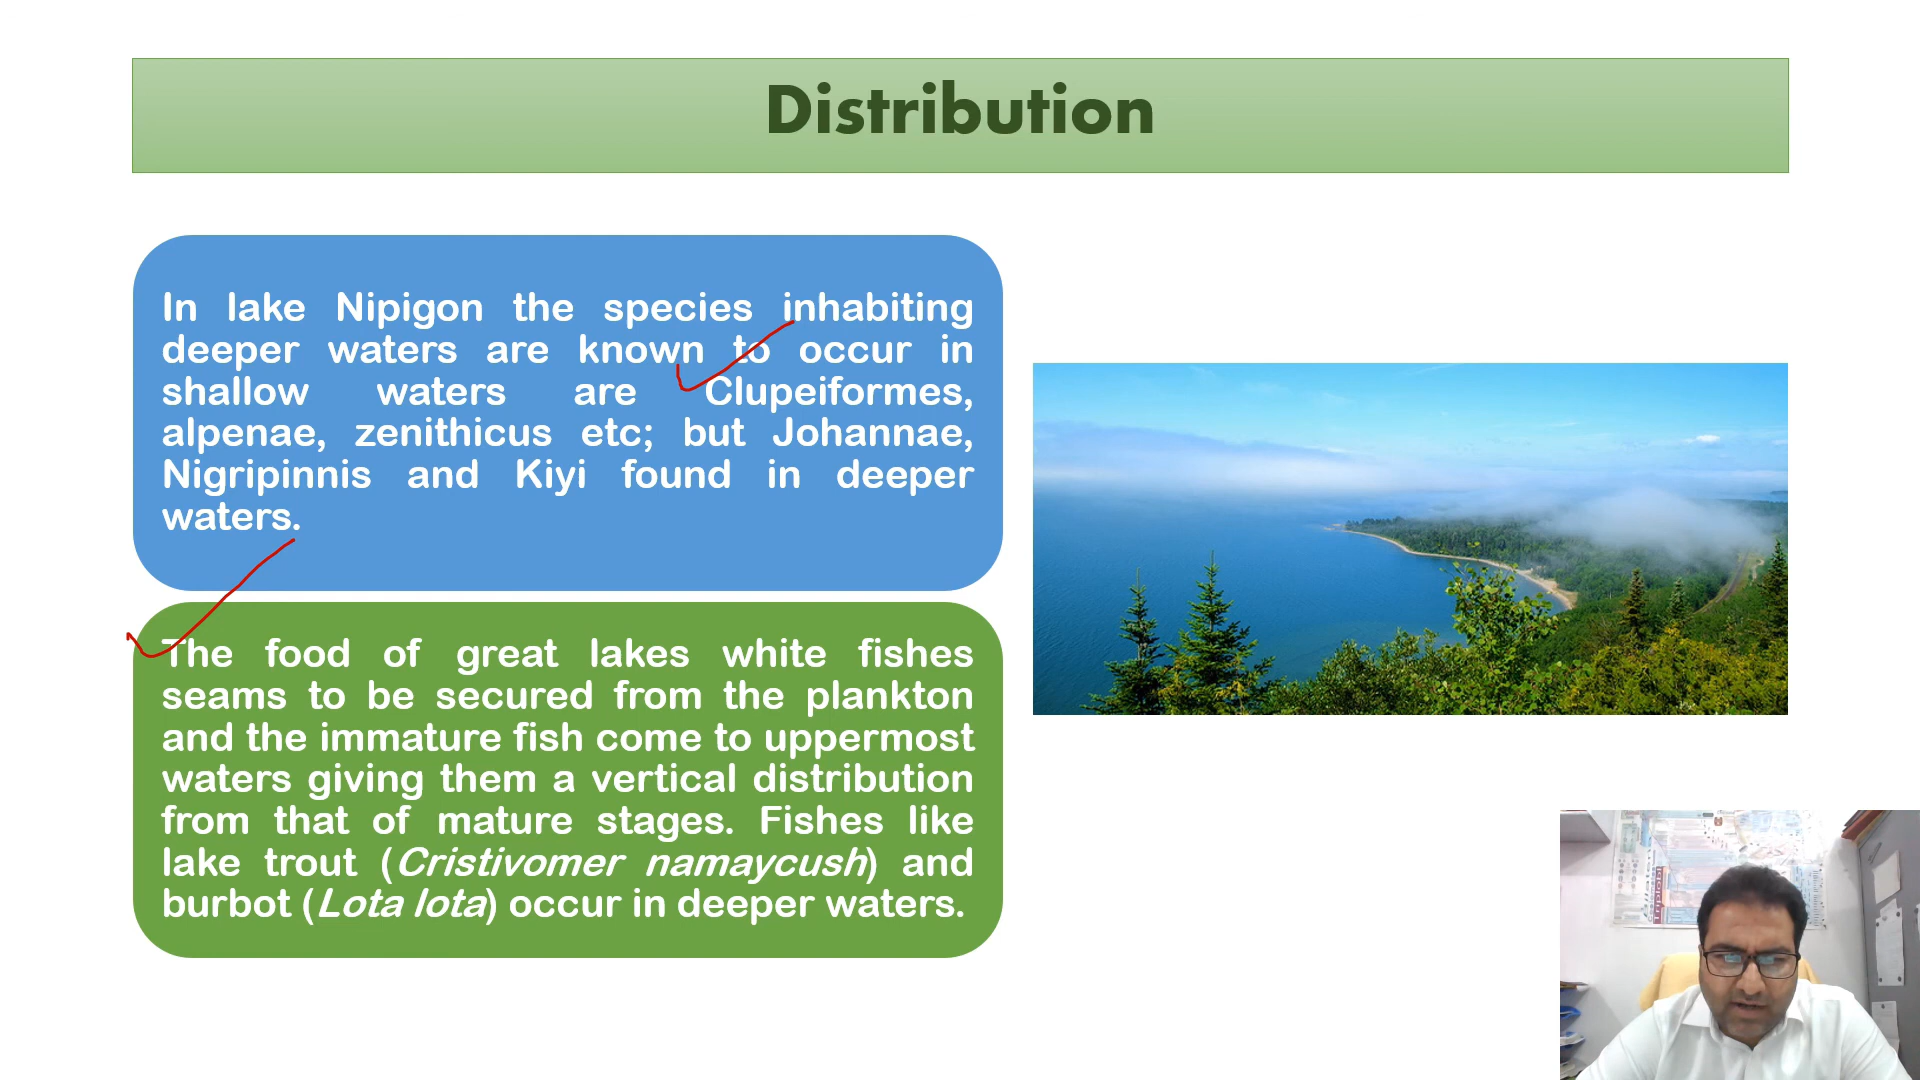 Distribution
In lake Nipigon the species inhabiting
deeper waters are known to occur in
shallow waters are Clupeiformes,
alpenae, zenithicus etc; but Johannae,
Nigripinnis and Kiyi found in deeper
waters.
The food of great lakes white fishes
seams to be secured from the plankton
and the immature fish come to uppermost
waters giving them a vertical distribution
from that of mature stages. Fishes like
lake trout (Cristivomer namaycush) and
burbot (Lota lota) occur in deeper waters.